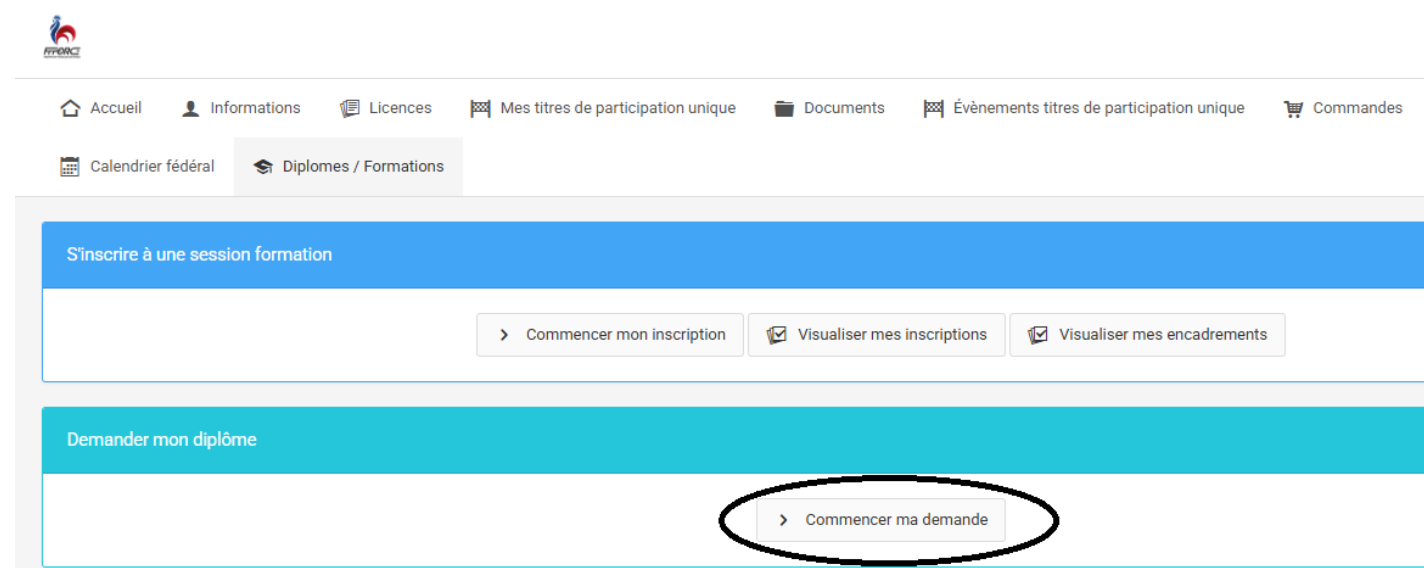 FFFORCE
Accueil Informations Licences Mes titres de participation unique Documents Évènements titres de participation unique Commandes
Calendrier fédéral Diplomes / Formations
S'inscrire à une session formation
Commencer mon inscription Visualiser mes inscriptions Visualiser mes encadrements
Demander mon diplôme
Commencer ma demande